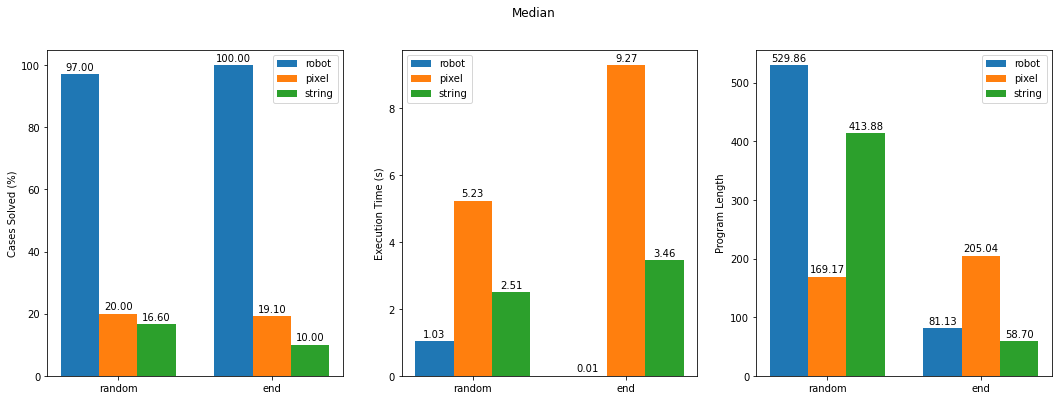 Median
Cases Solved (%)
100
80
60
40
20
0
97.00
20.00
16.60
100.00
19.10
10.00
robot
pixel
string
random
end
Execution Time (s)
8
6
4
2
0
robot
pixel
string
1.03
5.23
2.51
0.01
9.27
3.46
random
end
Program Length
500
400
300
200
100
0
529.86
169.17
413.88
81.13
205.04
58.70
robot
pixel
string
random
end